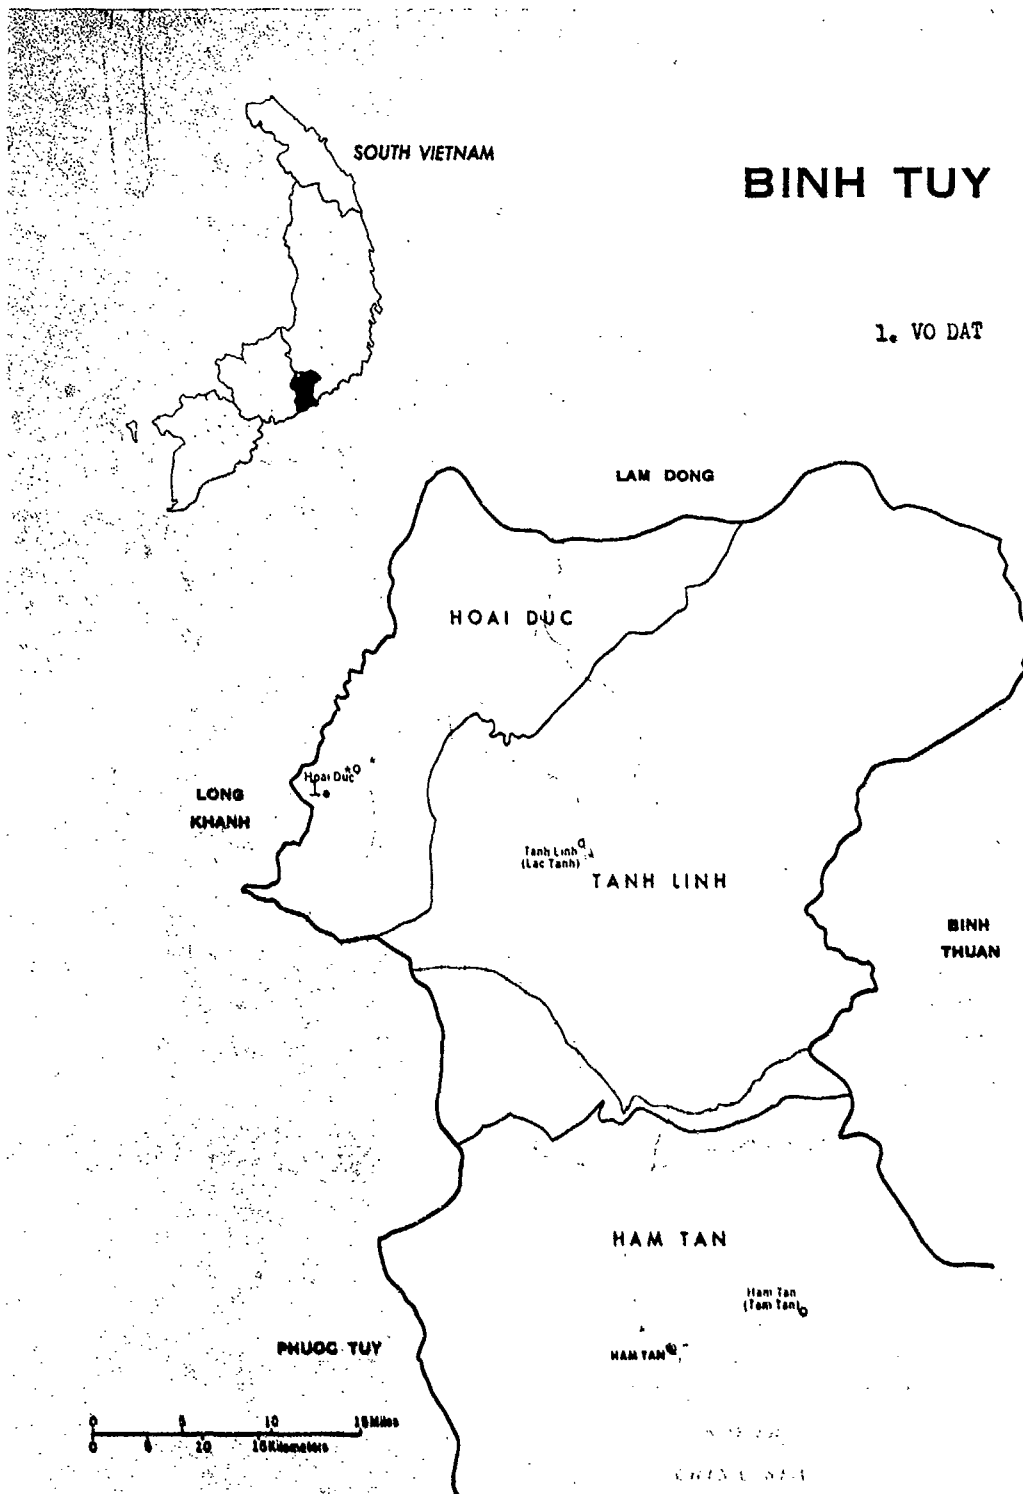 SOUTH VIETNAM
BINH TUY
1. VO DAT
LAM DONG
HOAI DUC
Hoai Duc
1.
LONG
KHANH
Tanh Linh
(Lac Tanh)
TANH LINH
BINH
THUAN
HAM TAN
Ham Tan
(Tam Tan)
HAM TAN
PHUOC TUY
0 5 10 15 Miles
0 5 10 15 Kilometers